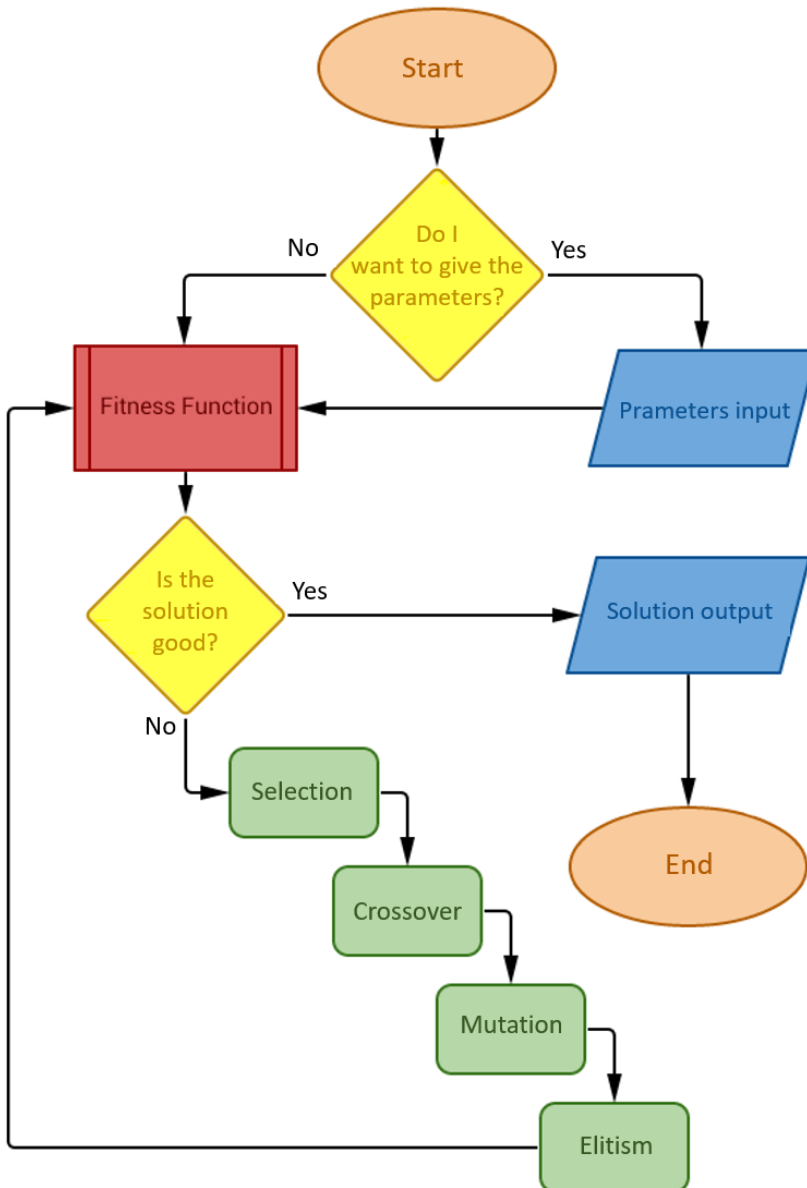 Start
Do I
want to give the
parameters?
No
Yes
Fitness Function
Prameters input
Is the
solution
good?
Yes
Solution output
No
Selection
End
Crossover
Mutation
Elitism